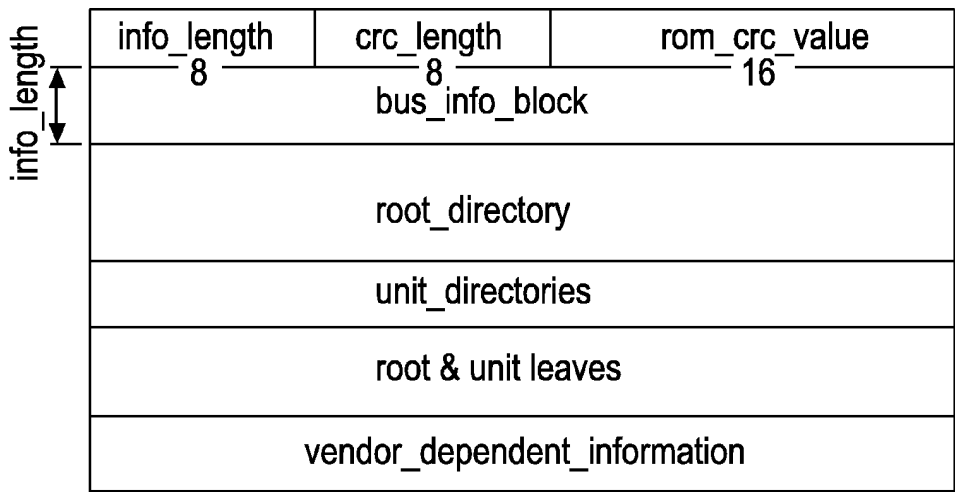 info_length crc_length rom_crc_value
8 8 16
info_length
bus_info_block
root_directory
unit_directories
root & unit leaves
vendor_dependent_information